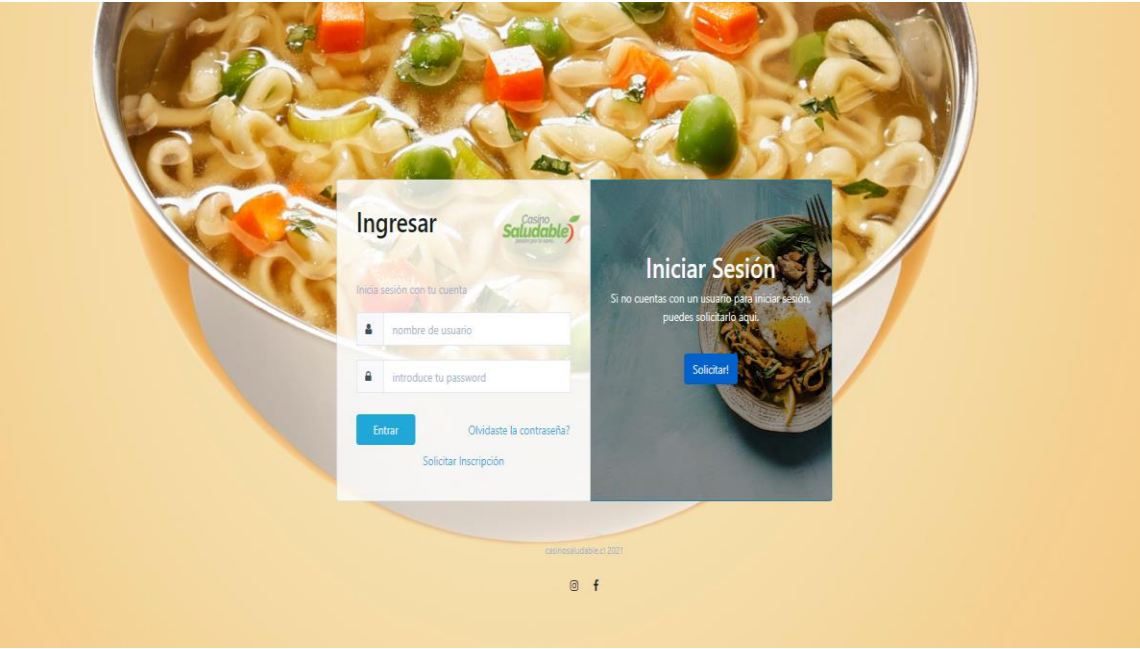 Ingresar
Casino
Saludable
Inicia sesión con tu cuenta
nombre de usuario
introduce tu password
Entrar
Olvidaste la contraseña?
Solicitar Inscripción
Iniciar Sesión
Si no cuentas con un usuario para iniciar sesión,
puedes solicitarlo aquí.
Solicitar!
casinosaludable.cl 2021